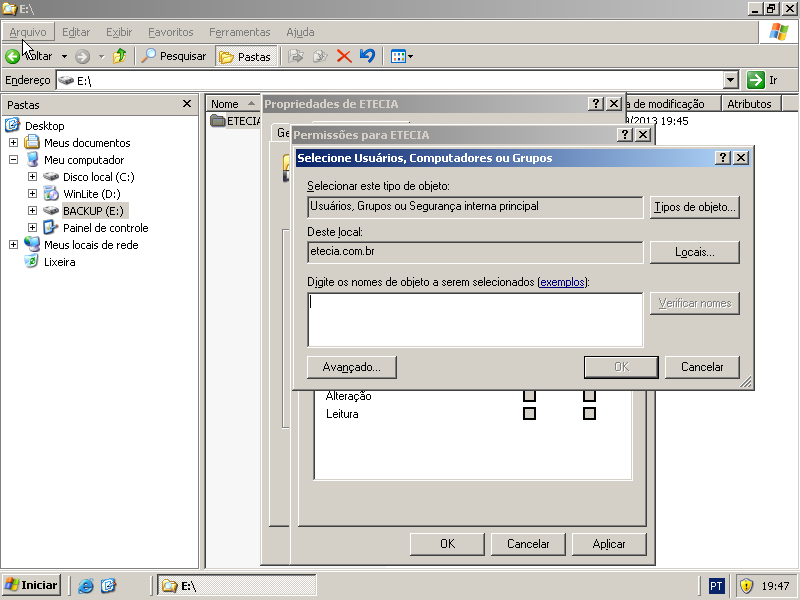 E:\
Arquivo Editar Exibir Favoritos Ferramentas Ajuda
Voltar Pesquisar Pastas
Endereço E:\ Ir
Pastas
Desktop
Meus documentos
Meu computador
Disco local (C:)
WinLite (D:)
BACKUP (E:)
Painel de controle
Meus locais de rede
Lixeira
Nome a de modificação Atributos
ETECIA /2013 19:45
Propriedades de ETECIA
Ge
Permissões para ETECIA
Selecione Usuários, Computadores ou Grupos
Selecionar este tipo de objeto:
Usuários, Grupos ou Segurança interna principal Tipos de objeto...
Deste local:
etecia.com.br Locais...
Digite os nomes de objeto a serem selecionados (exemplos):
Verificar nomes
Avançado... OK Cancelar
Alteração
Leitura
OK Cancelar Aplicar
Iniciar E:\ PT 19:47